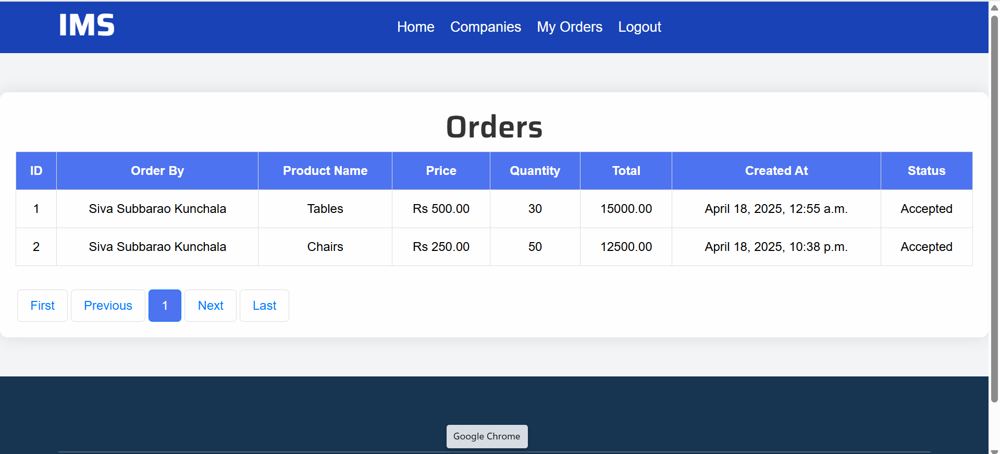 IMS
Home Companies My Orders Logout
Orders
ID Order By Product Name Price Quantity Total Created At Status
1 Siva Subbarao Kunchala Tables Rs 500.00 30 15000.00 April 18, 2025, 12:55 a.m. Accepted
2 Siva Subbarao Kunchala Chairs Rs 250.00 50 12500.00 April 18, 2025, 10:38 p.m. Accepted
First Previous 1 Next Last
Google Chrome